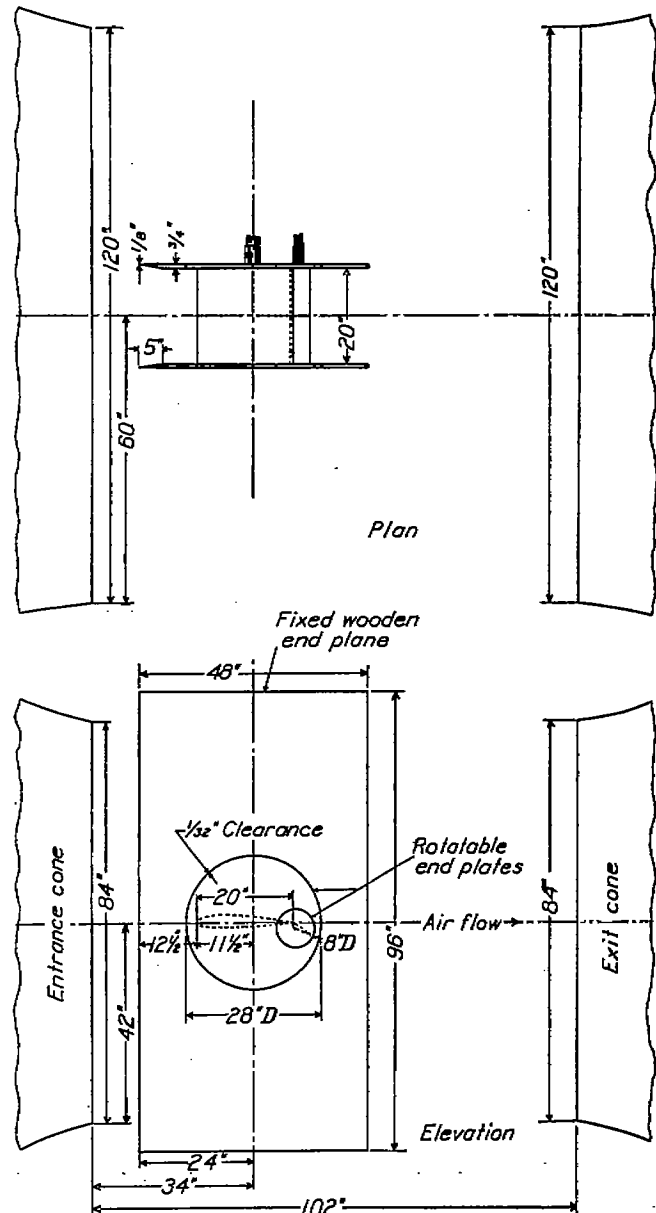 120"
1/8"
3/4"
120"
5"
20"
60"
Plan
Fixed wooden
end plane
48"
1/32" Clearance
Rotatable
end plates
20"
Entrance cone
84"
Air flow
96"
84"
Exit cone
12½"
11½"
8"D
42"
28"D
Elevation
24"
34"
102"